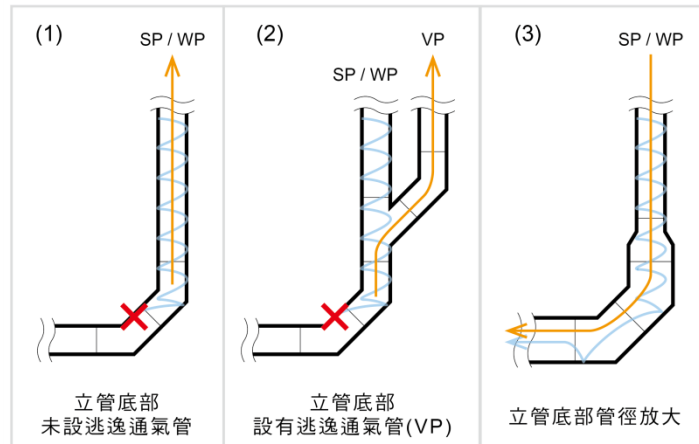 (1)
SP / WP
立管底部
未設逃逸通氣管
(2)
VP
SP / WP
立管底部
設有逃逸通氣管(VP)
(3)
SP / WP
立管底部管徑放大